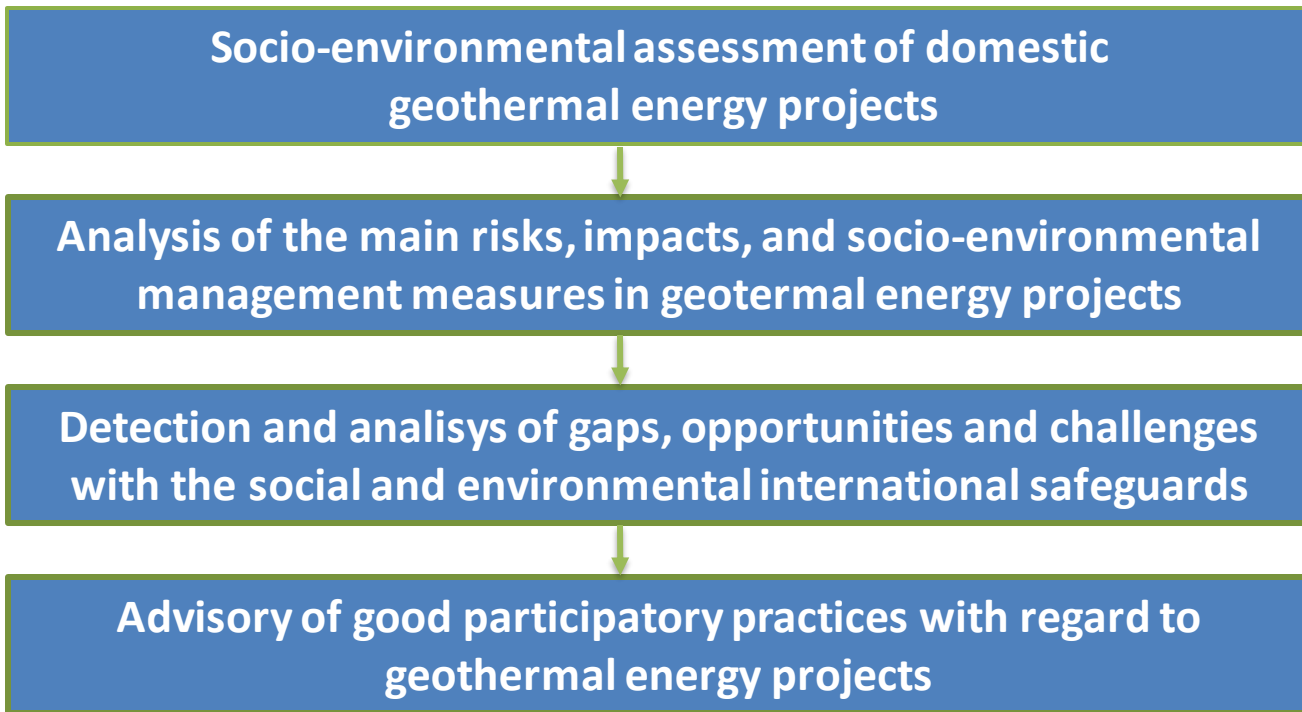 Socio-environmental assessment of domestic
geothermal energy projects
Analysis of the main risks, impacts, and socio-environmental
management measures in geotermal energy projects
Detection and analisys of gaps, opportunities and challenges
with the social and environmental international safeguards
Advisory of good participatory practices with regard to
geothermal energy projects